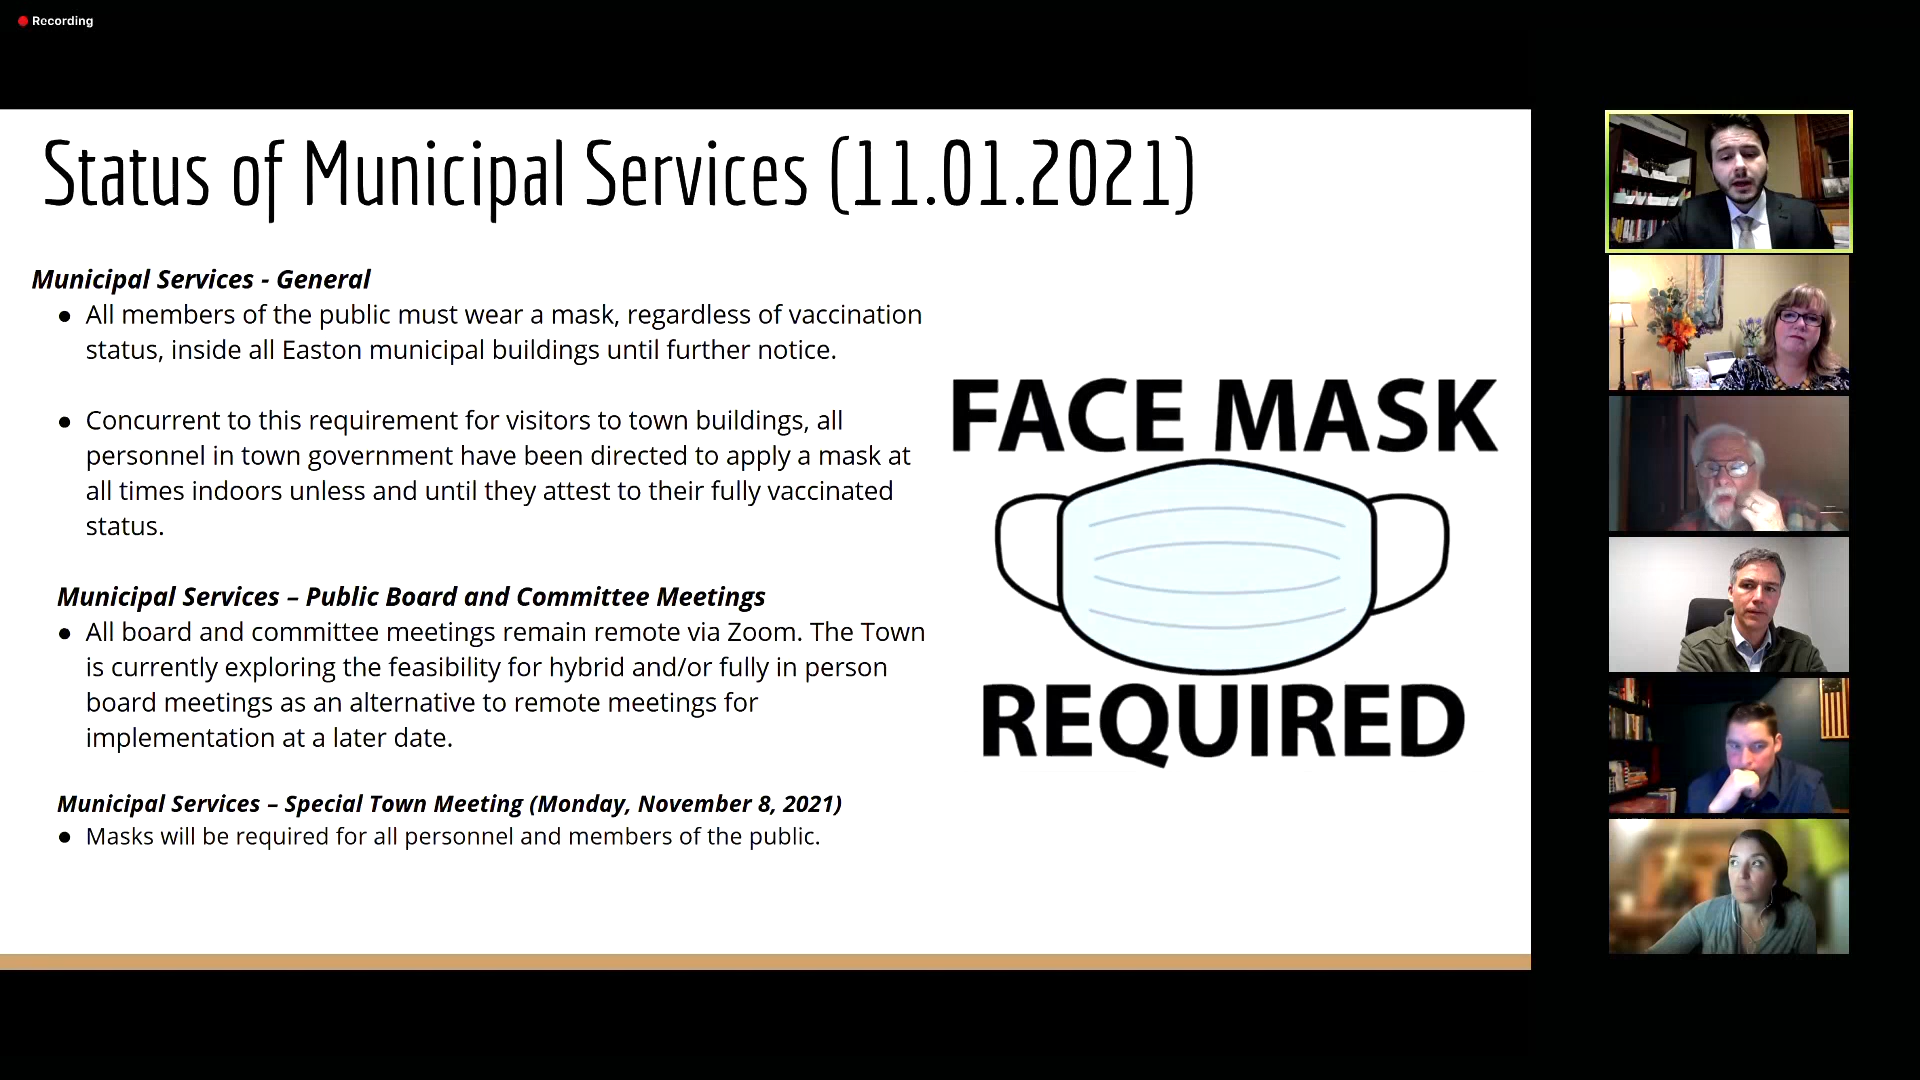 Recording
Status of Municipal Services (11.01.2021)
Municipal Services - General
● All members of the public must wear a mask, regardless of vaccination
status, inside all Easton municipal buildings until further notice.
● Concurrent to this requirement for visitors to town buildings, all
personnel in town government have been directed to apply a mask at
all times indoors unless and until they attest to their fully vaccinated
status.
Municipal Services – Public Board and Committee Meetings
● All board and committee meetings remain remote via Zoom. The Town
is currently exploring the feasibility for hybrid and/or fully in person
board meetings as an alternative to remote meetings for
implementation at a later date.
Municipal Services – Special Town Meeting (Monday, November 8, 2021)
● Masks will be required for all personnel and members of the public.
FACE MASK
REQUIRED